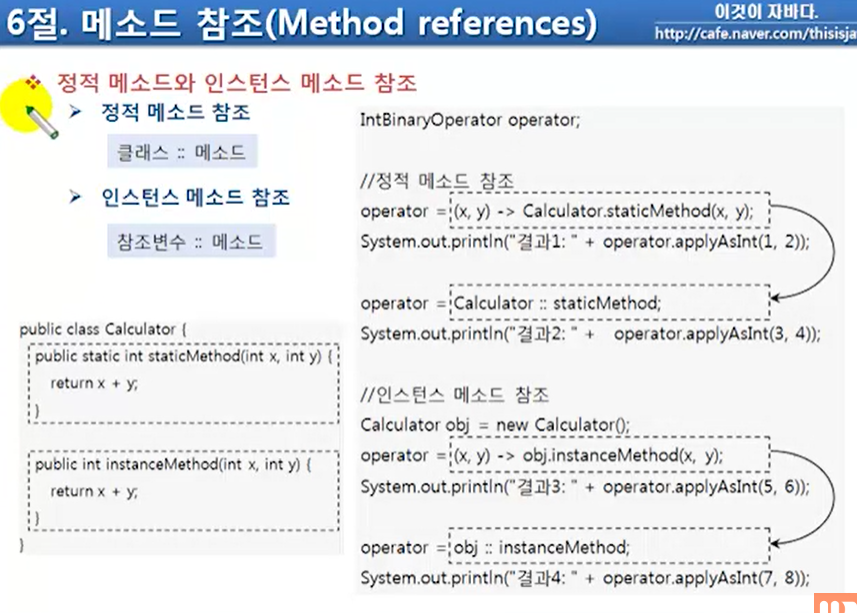 6절. 메소드 참조(Method references)
이것이 자바다.
http://cafe.naver.com/thisisja
정적 메소드와 인스턴스 메소드 참조
정적 메소드 참조
클래스 :: 메소드
인스턴스 메소드 참조
참조변수 :: 메소드
public class Calculator {
public static int staticMethod(int x, int y) {
return x + y;
}
public int instanceMethod(int x, int y) {
return x + y;
}
}
IntBinaryOperator operator;
//정적 메소드 참조
operator = (x, y) -> Calculator.staticMethod(x, y);
System.out.println("결과1: " + operator.applyAsInt(1, 2));
operator = Calculator :: staticMethod;
System.out.println("결과2: " + operator.applyAsInt(3, 4));
//인스턴스 메소드 참조
Calculator obj = new Calculator();
operator = (x, y) -> obj.instanceMethod(x, y);
System.out.println("결과3: " + operator.applyAsInt(5, 6));
operator = obj :: instanceMethod;
System.out.println("결과4: " + operator.applyAsInt(7, 8));